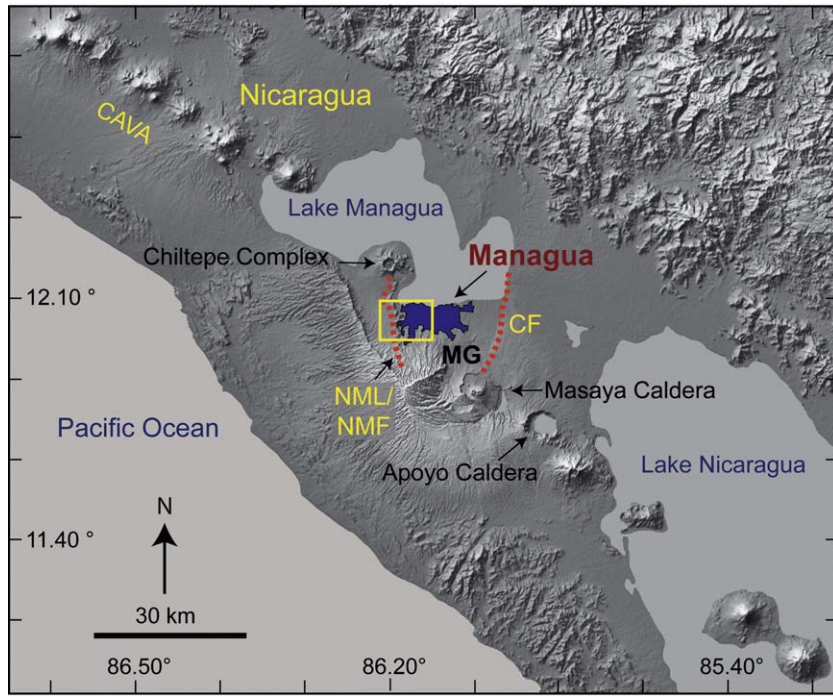 Nicaragua
CAVA
Lake Managua
Chiltepe Complex
Managua
12.10 °
CF
MG
NML/
NMF
Masaya Caldera
Pacific Ocean
Apoyo Caldera
Lake Nicaragua
N
11.40 °
30 km
86.50°
86.20°
85.40°